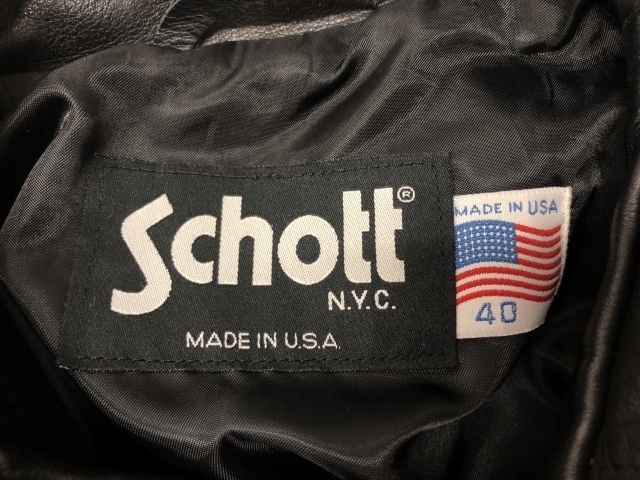 Schott®
N.Y.C.
MADE IN U.S.A.
MADE IN USA
40